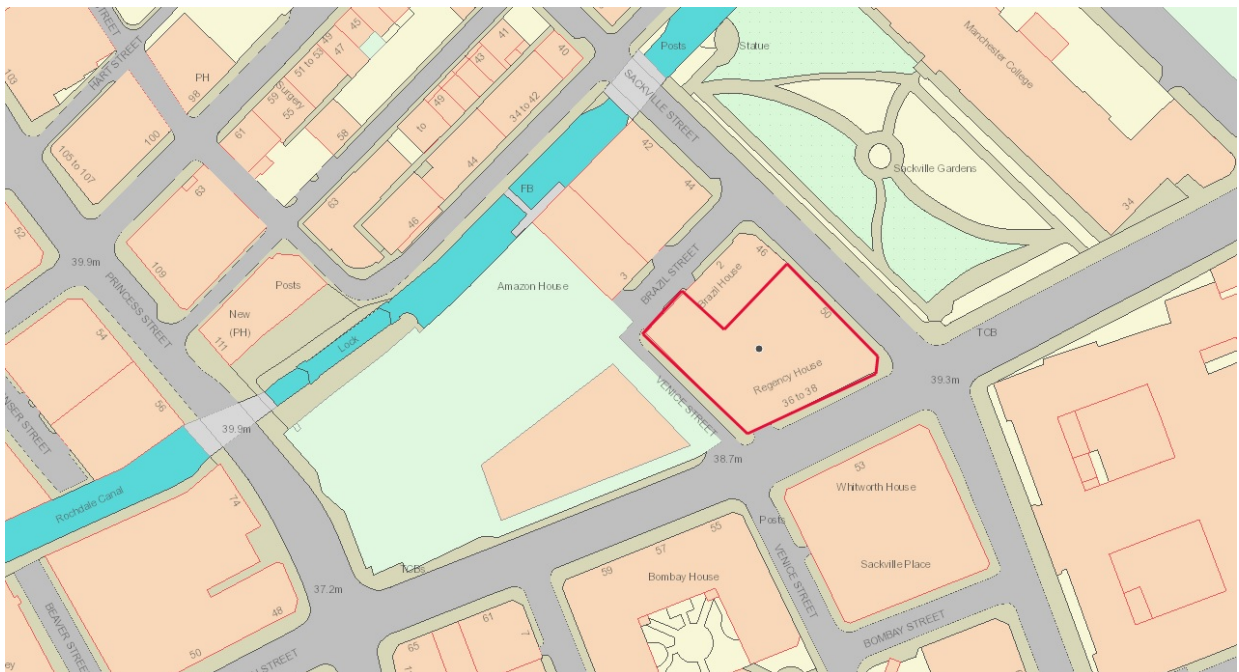 STREET
HART STREET
103
PH
98
61
59
Surgery
55
51 to 53
49
47
45
58
105 to 107
100
63
52
39.9m
109
PRINCESS STREET
Posts
New
(PH)
111
54
56
63
46
44
to
49
43
41
40
34 to 42
FB
Lock
39.9m
Rochdale Canal
74
48
50
BEAVER STREET
37.2m
TCBs
Posts
Statue
SACKVILLE STREET
Manchester College
Sackville Gardens
34
42
44
3
Amazon House
BRAZIL STREET
2
Brazil House
46
50
Regency House
36 to 38
VENICE STREET
TCB
39.3m
38.7m
53
Whitworth House
Sackville Place
Posts
VENICE STREET
BOMBAY STREET
55
57
59
Bombay House
61
65
7
STREET